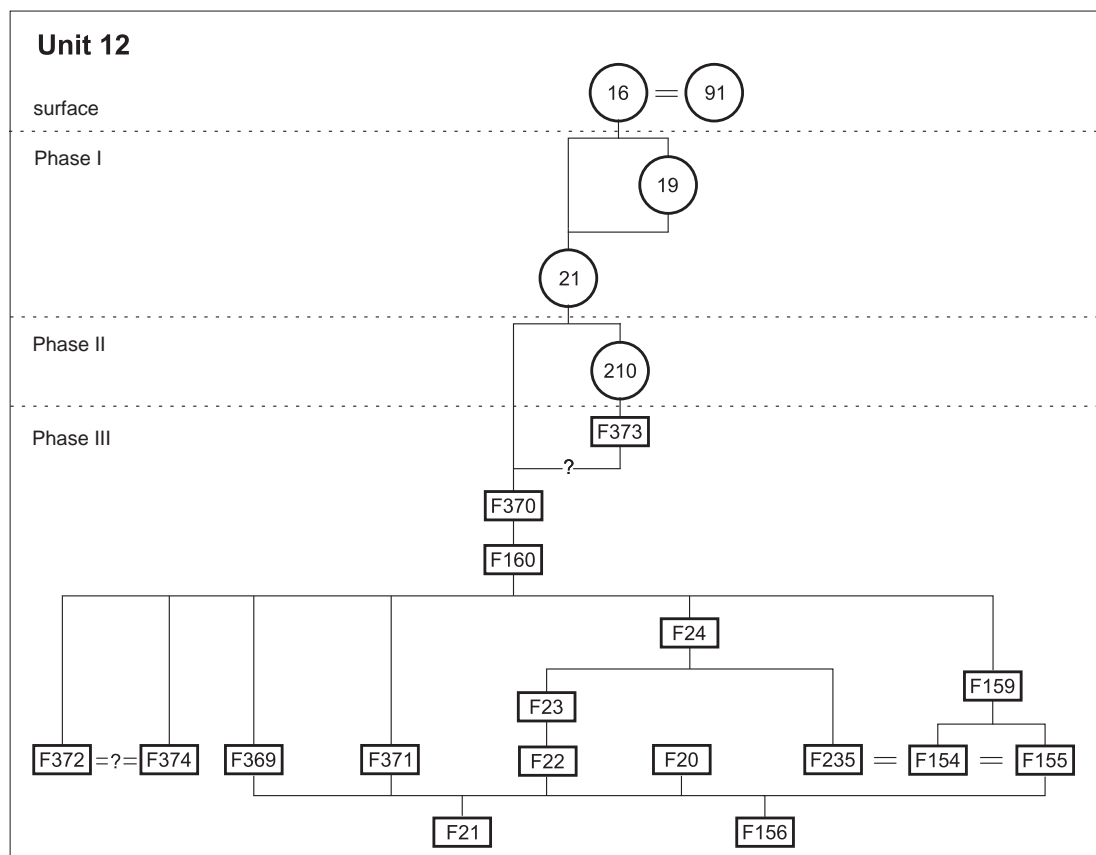 Unit 12
surface
16 = 91
Phase I
19
21
Phase II
210
Phase III
F373
?
F370
F160
F24
F159
F23
F372 =?= F374 F369 F371 F22 F20 F235 = F154 = F155
F21 F156